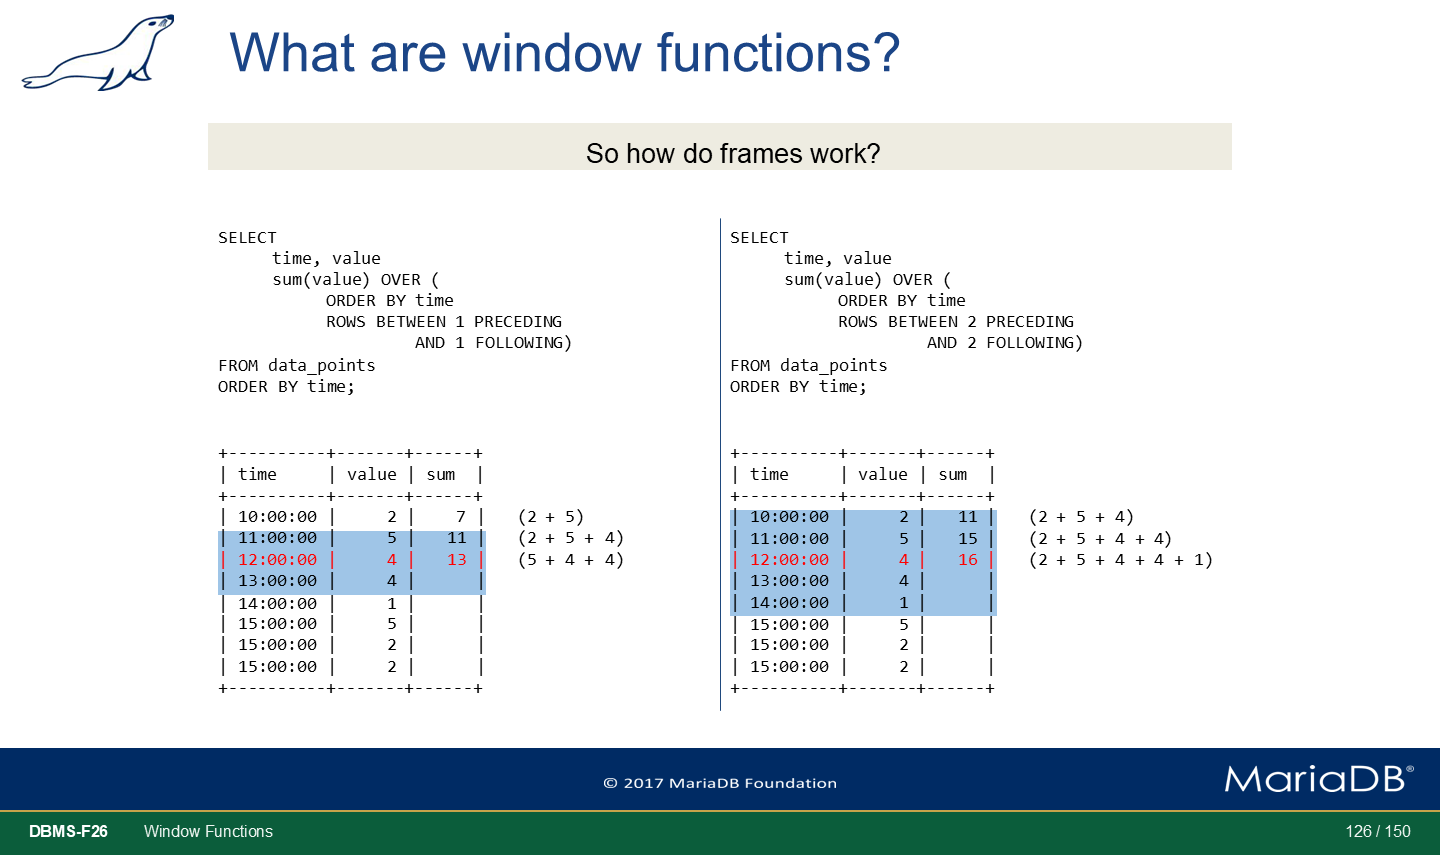 What are window functions?
So how do frames work?
SELECT
time, value
sum(value) OVER (
ORDER BY time
ROWS BETWEEN 1 PRECEDING
AND 1 FOLLOWING)
FROM data_points
ORDER BY time;
+----------+-------+------+
| time     | value | sum  |
+----------+-------+------+
| 10:00:00 |     2 |    7 |   (2 + 5)
| 11:00:00 |     5 |   11 |   (2 + 5 + 4)
| 12:00:00 |     4 |   13 |   (5 + 4 + 4)
| 13:00:00 |     4 |      |
| 14:00:00 |     1 |      |
| 15:00:00 |     5 |      |
| 15:00:00 |     2 |      |
| 15:00:00 |     2 |      |
+----------+-------+------+
SELECT
time, value
sum(value) OVER (
ORDER BY time
ROWS BETWEEN 2 PRECEDING
AND 2 FOLLOWING)
FROM data_points
ORDER BY time;
+----------+-------+------+
| time     | value | sum  |
+----------+-------+------+
| 10:00:00 |     2 |   11 |   (2 + 5 + 4)
| 11:00:00 |     5 |   15 |   (2 + 5 + 4 + 4)
| 12:00:00 |     4 |   16 |   (2 + 5 + 4 + 4 + 1)
| 13:00:00 |     4 |      |
| 14:00:00 |     1 |      |
| 15:00:00 |     5 |      |
| 15:00:00 |     2 |      |
| 15:00:00 |     2 |      |
+----------+-------+------+
© 2017 MariaDB Foundation
MariaDB®
DBMS-F26 Window Functions 126 / 150